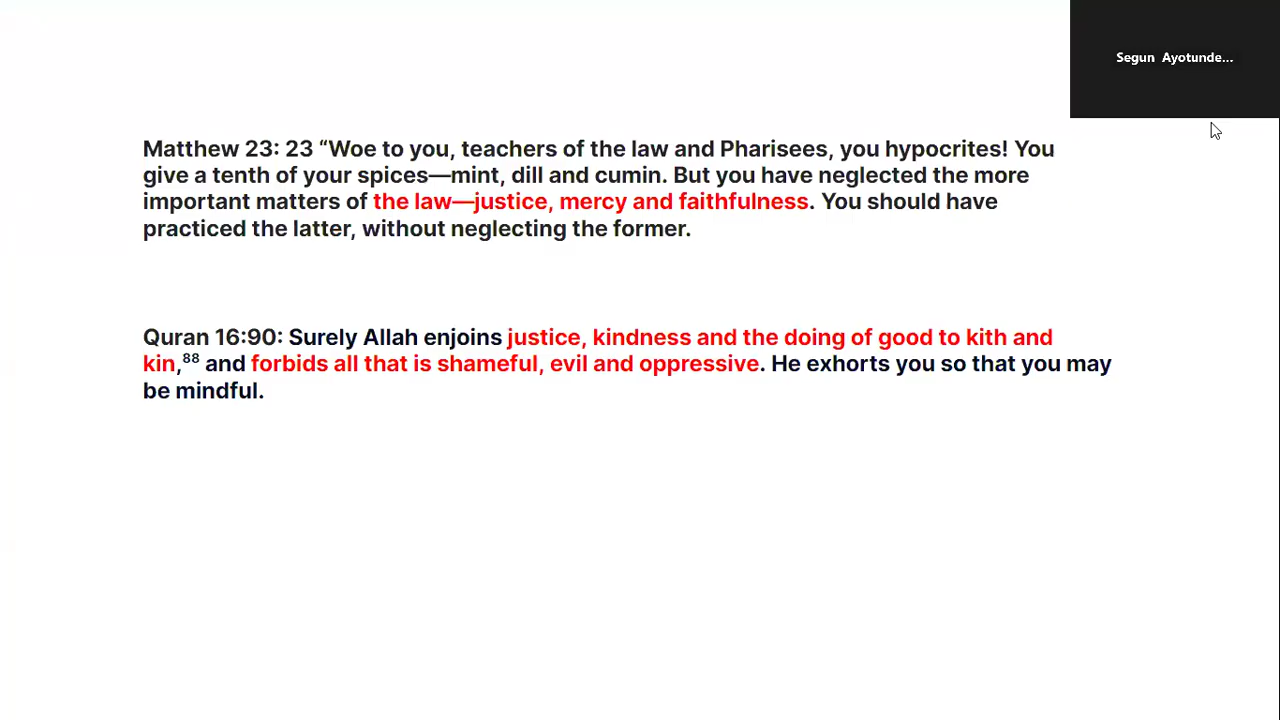 Segun Ayotunde...
Matthew 23: 23 “Woe to you, teachers of the law and Pharisees, you hypocrites! You
give a tenth of your spices—mint, dill and cumin. But you have neglected the more
important matters of the law—justice, mercy and faithfulness. You should have
practiced the latter, without neglecting the former.
Quran 16:90: Surely Allah enjoins justice, kindness and the doing of good to kith and
kin,⁸⁸ and forbids all that is shameful, evil and oppressive. He exhorts you so that you may
be mindful.